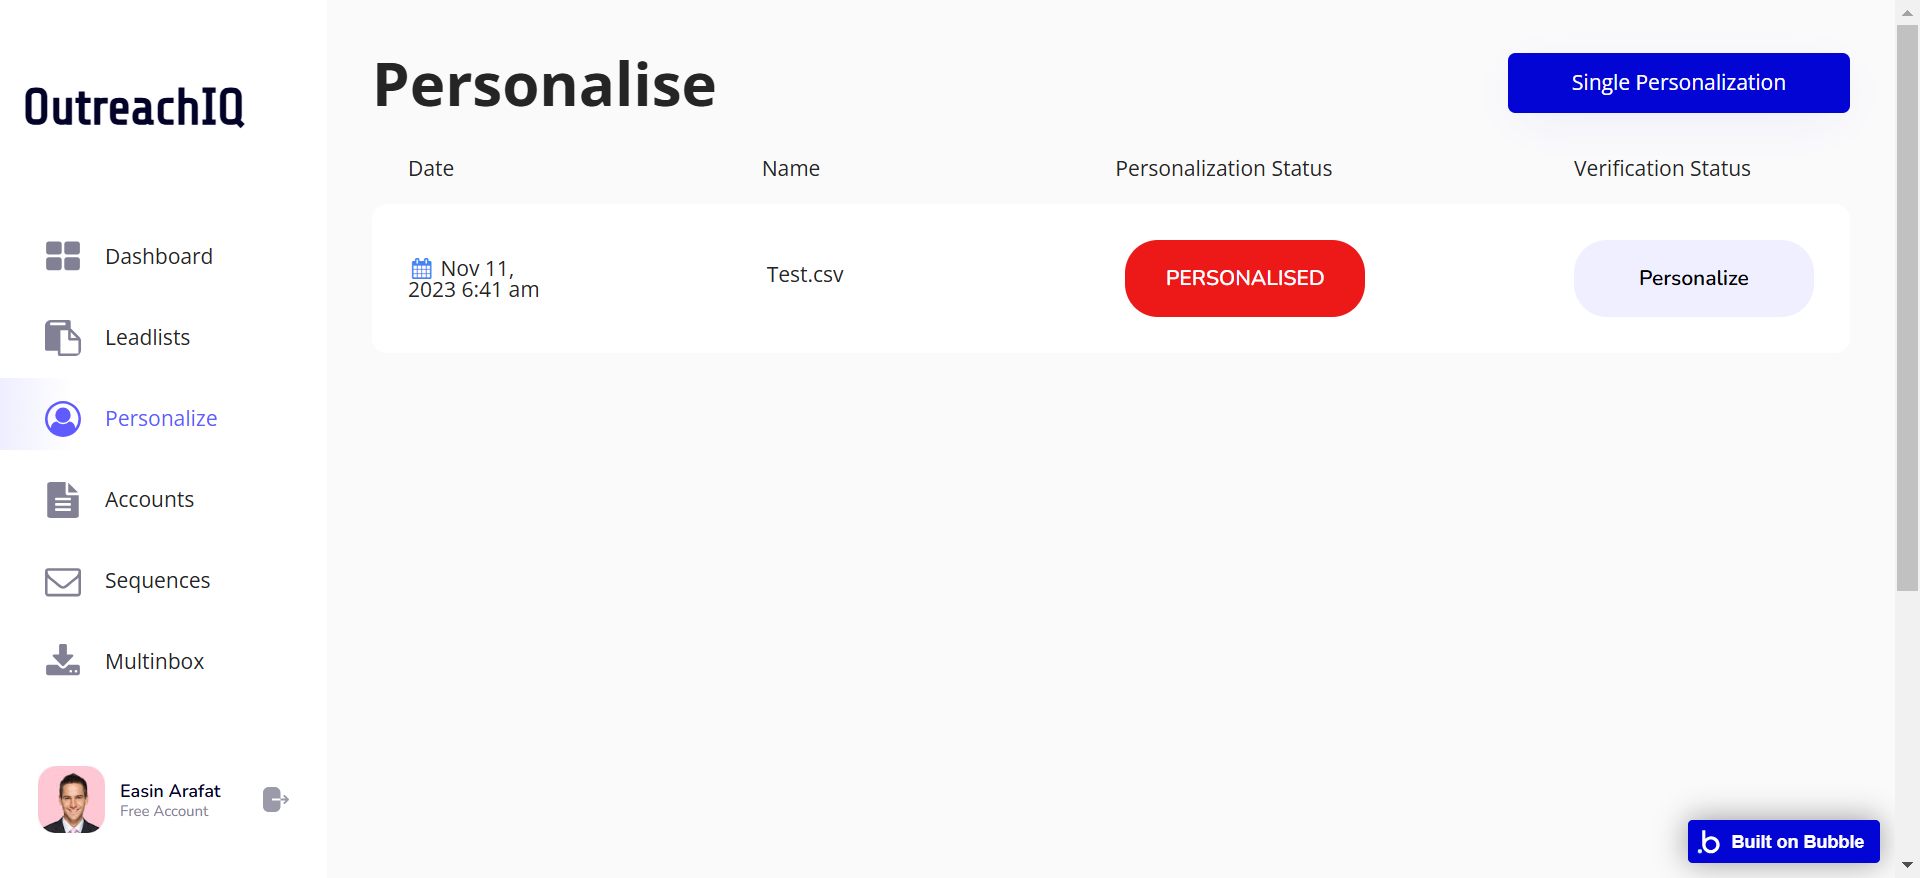 OutreachIQ
Dashboard
Leadlists
Personalize
Accounts
Sequences
Multinbox
Easin Arafat
Free Account
Personalise
Single Personalization
Date
Name
Personalization Status
Verification Status
Nov 11,
2023 6:41 am
Test.csv
PERSONALISED
Personalize
Built on Bubble